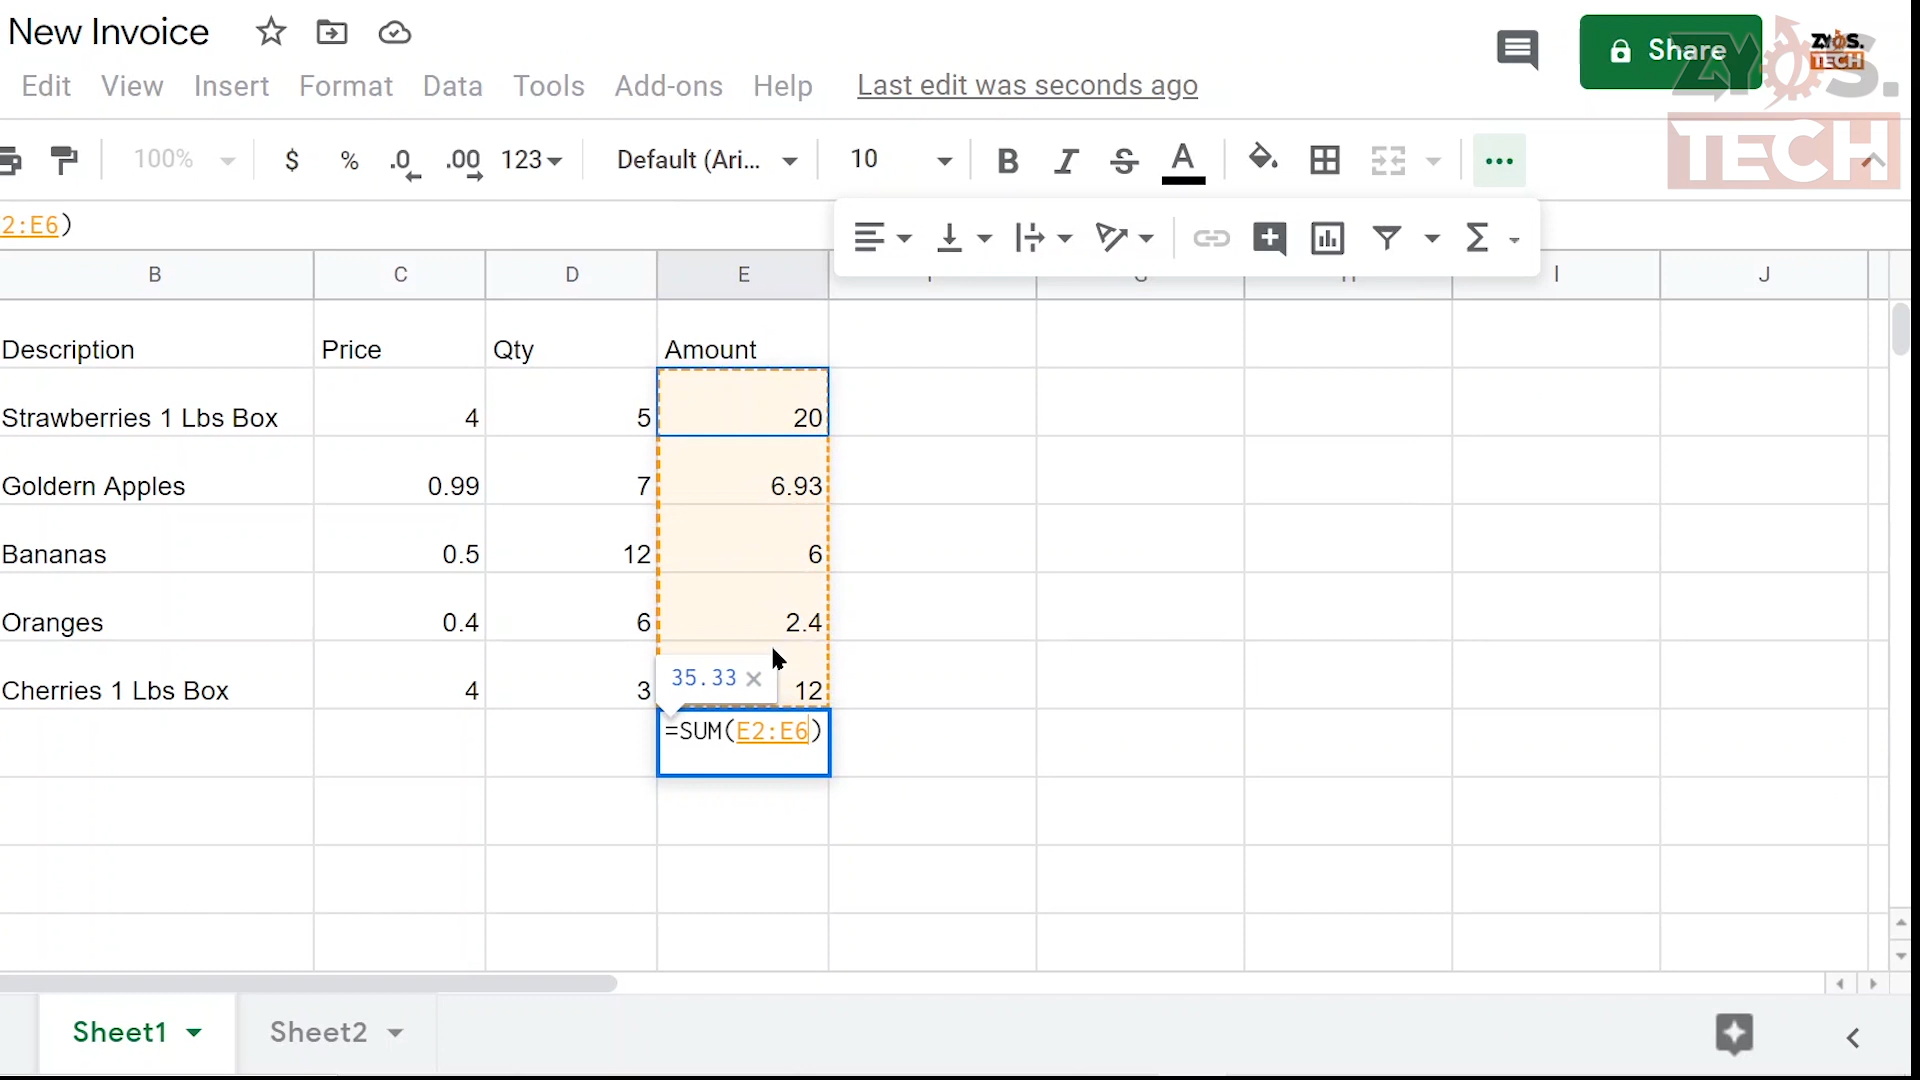 New Invoice
Share
ZYOS.
TECH
ZYOS.
TECH
Edit View Insert Format Data Tools Add-ons Help Last edit was seconds ago
100% $ % .0 .00 123 Default (Ari... 10 B I S A
2:E6)
B C D E I J
Description Price Qty Amount
Strawberries 1 Lbs Box 4 5 20
Goldern Apples 0.99 7 6.93
Bananas 0.5 12 6
Oranges 0.4 6 2.4
Cherries 1 Lbs Box 4 3 12
35.33 ×
=SUM(E2:E6)
Sheet1 Sheet2